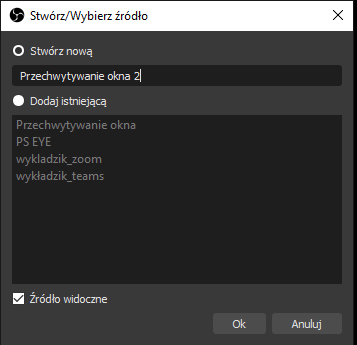 Stwórz/Wybierz źródło
Stwórz nową
Przechwytywanie okna 2
Dodaj istniejącą
Przechwytywanie okna
PS EYE
wykladzik_zoom
wykładzik_teams
Źródło widoczne
Ok
Anuluj